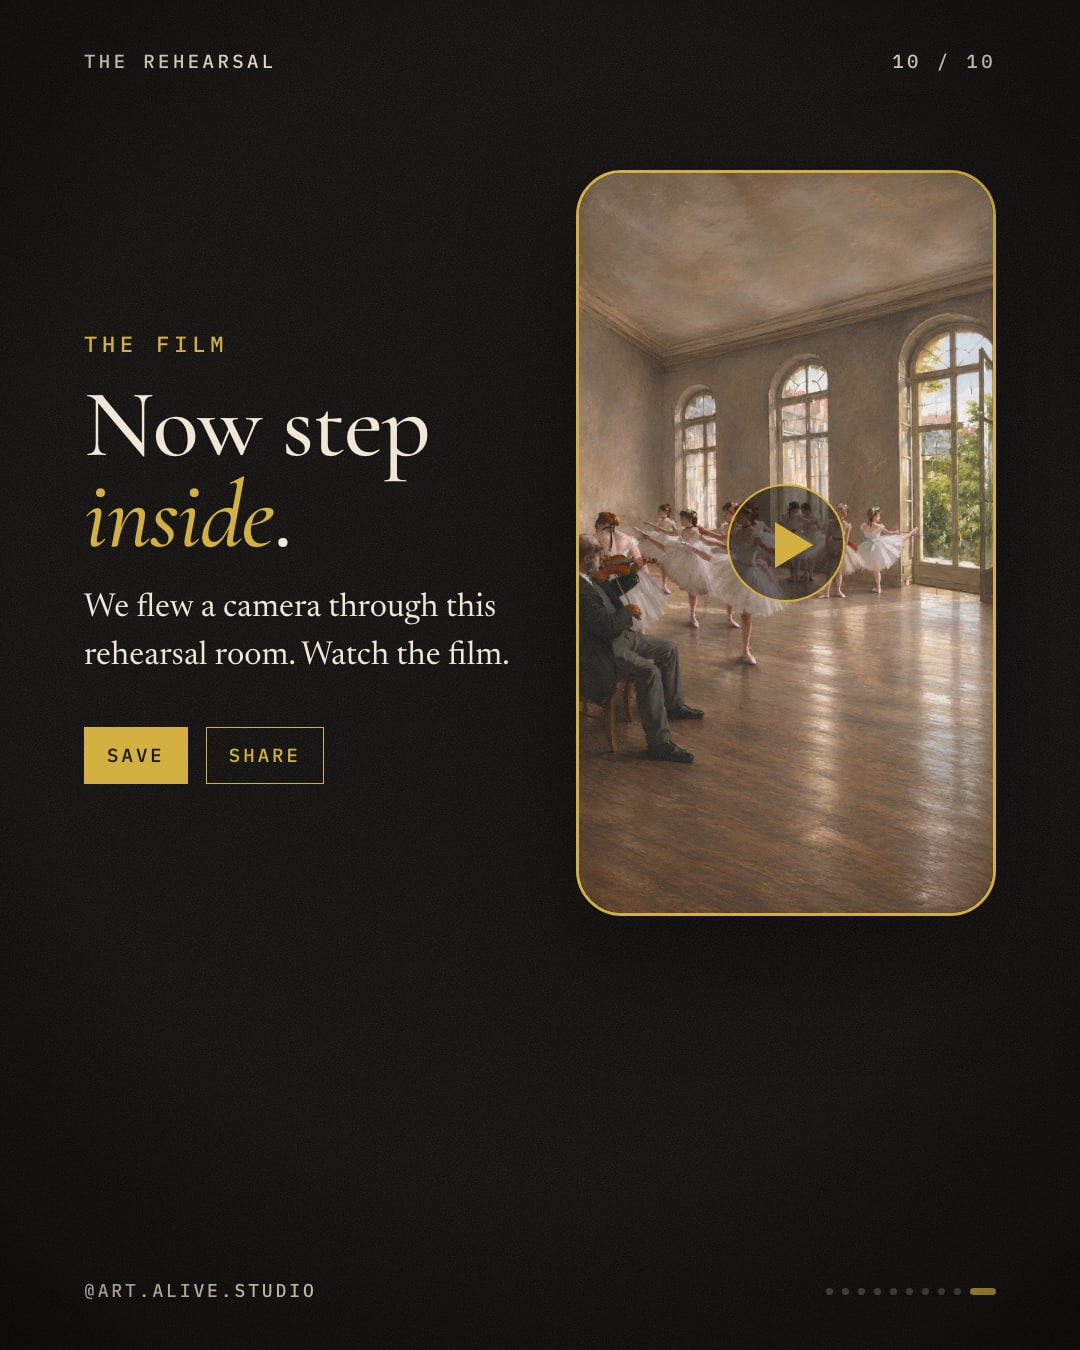 THE REHEARSAL
10 / 10
THE FILM
Now step
inside.
We flew a camera through this
rehearsal room. Watch the film.
SAVE
SHARE
@ART.ALIVE.STUDIO